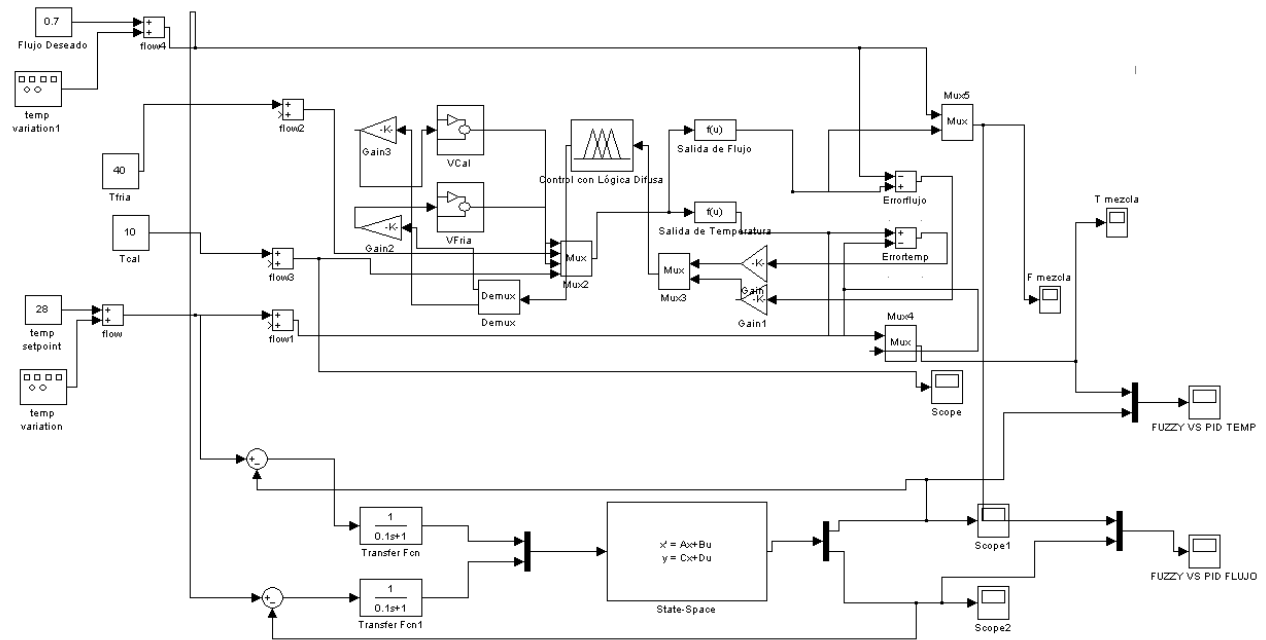 0.7
Flujo Deseado
+
+
flow4
temp
variation1
40
Tfria
+
+
flow2
10
Tcal
+
+
flow3
28
temp
setpoint
+
+
flow
+
+
flow1
temp
variation
-K-
Gain3
VCal
-K-
Gain2
VFria
Control con Lógica Difusa
Mux
Mux2
Demux
Demux
f(u)
Salida de Flujo
f(u)
Salida de Temperatura
Mux
Mux3
-K-
Gain
-K-
Gain1
Mux5
Mux
−
+
Errorflujo
+
−
Errortemp
Mux4
Mux
T mezcla
F mezcla
Scope
FUZZY VS PID TEMP
+
−
1
0.1s+1
Transfer Fcn
+
−
1
0.1s+1
Transfer Fcn1
x' = Ax+Bu
y = Cx+Du
State-Space
Scope1
Scope2
FUZZY VS PID FLUJO